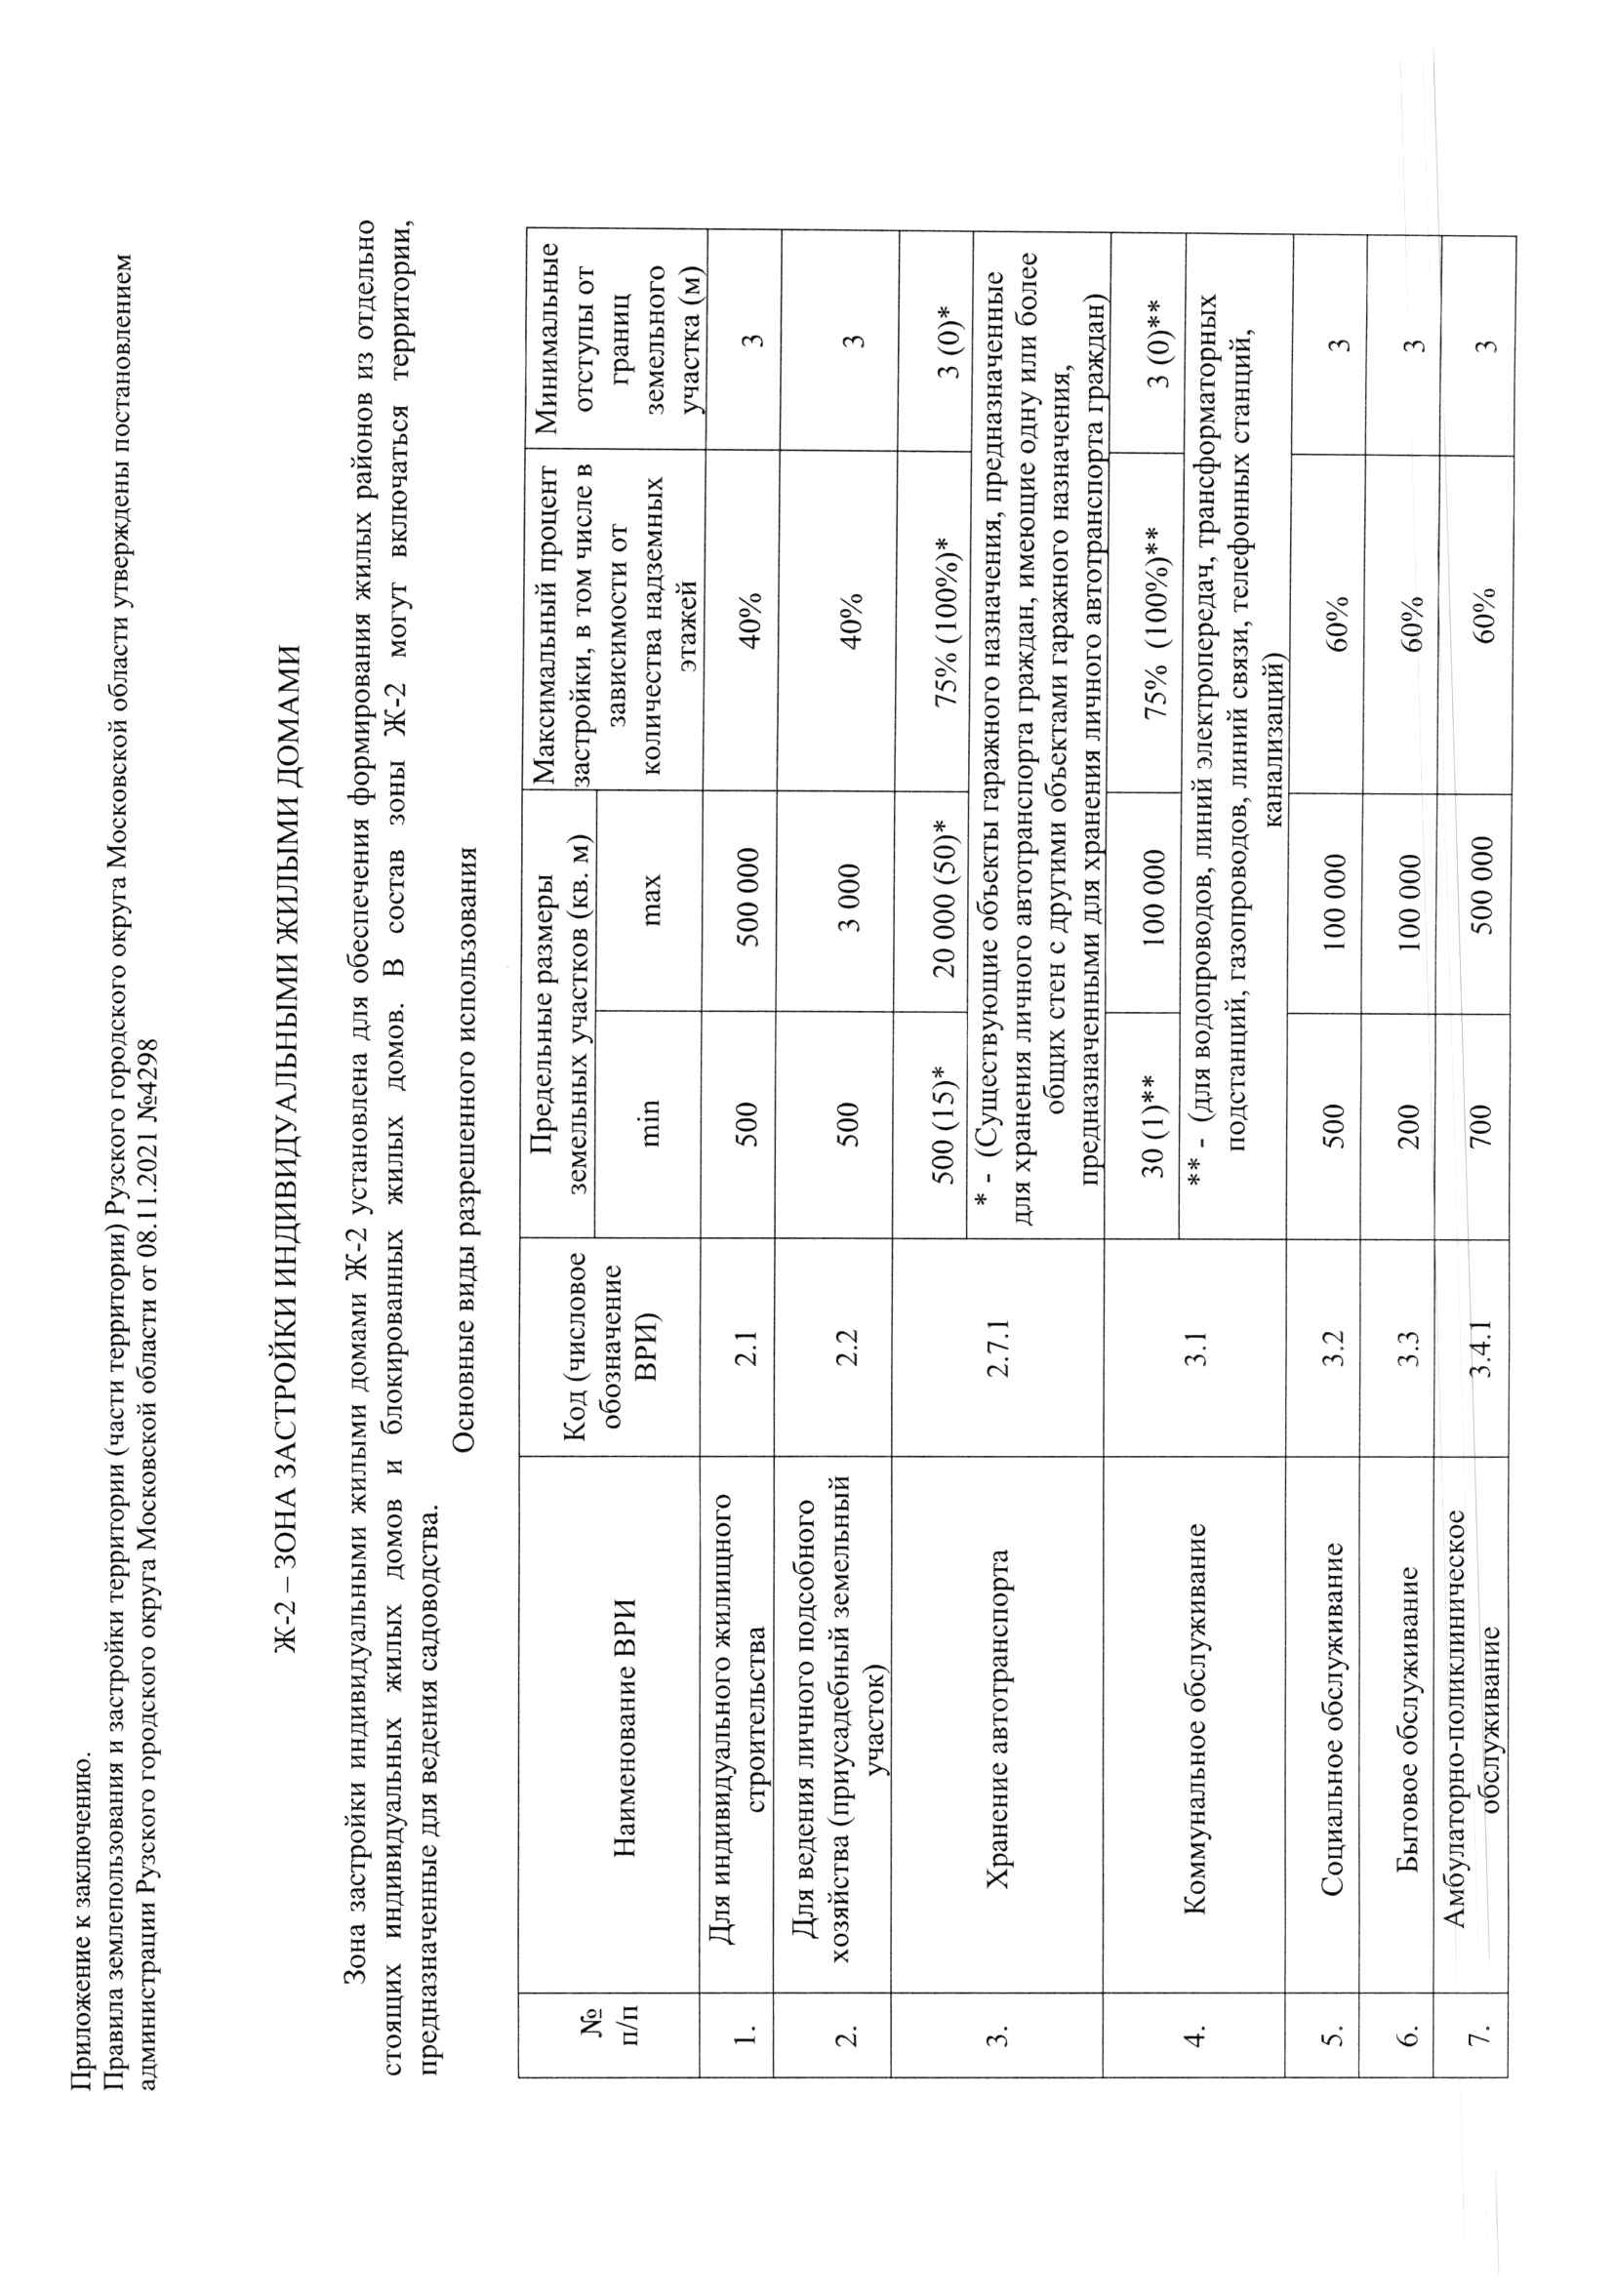 Приложение к заключению.
Правила землепользования и застройки территории (части территории) Рузского городского округа Московской области утверждены постановлением
администрации Рузского городского округа Московской области от 08.11.2021 №4298
Ж-2 – ЗОНА ЗАСТРОЙКИ ИНДИВИДУАЛЬНЫМИ ЖИЛЫМИ ДОМАМИ
Зона застройки индивидуальными жилыми домами Ж-2 установлена для обеспечения формирования жилых районов из отдельно
стоящих индивидуальных жилых домов и блокированных жилых домов. В состав зоны Ж-2 могут включаться территории,
предназначенные для ведения садоводства.
Основные виды разрешенного использования
№
п/п
Наименование ВРИ
Код (числовое
обозначение
ВРИ)
Предельные размеры
земельных участков (кв. м)
min
max
Максимальный процент
застройки, в том числе в
зависимости от
количества надземных
этажей
Минимальные
отступы от
границ
земельного
участка (м)
1.
Для индивидуального жилищного
строительства
2.1
500
500 000
40%
3
2.
Для ведения личного подсобного
хозяйства (приусадебный земельный
участок)
2.2
500
3 000
40%
3
3.
Хранение автотранспорта
2.7.1
500 (15)*
20 000 (50)*
75% (100%)*
3 (0)*
* - (Существующие объекты гаражного назначения, предназначенные
для хранения личного автотранспорта граждан, имеющие одну или более
общих стен с другими объектами гаражного назначения,
предназначенными для хранения личного автотранспорта граждан)
4.
Коммунальное обслуживание
3.1
30 (1)**
100 000
75% (100%)**
3 (0)**
** - (для водопроводов, линий электропередач, трансформаторных
подстанций, газопроводов, линий связи, телефонных станций,
канализаций)
5.
Социальное обслуживание
3.2
500
100 000
60%
3
6.
Бытовое обслуживание
3.3
200
100 000
60%
3
7.
Амбулаторно-поликлиническое
обслуживание
3.4.1
700
500 000
60%
3